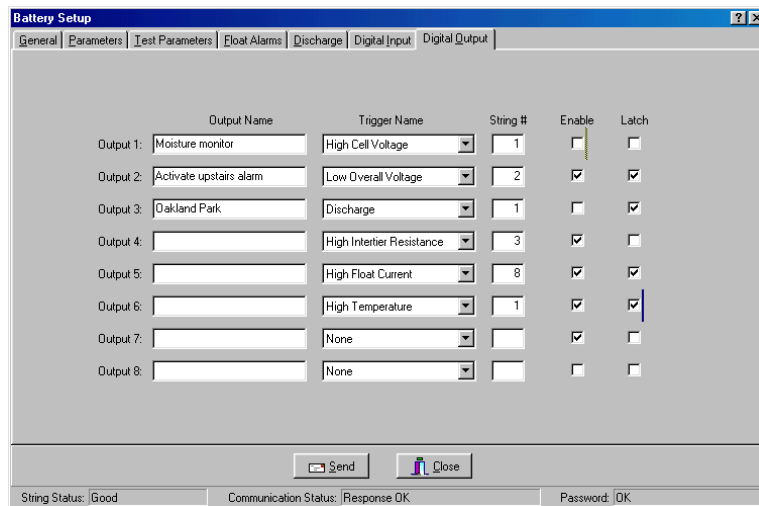 Battery Setup
General Parameters Test Parameters Float Alarms Discharge Digital Input Digital Output
Output Name Trigger Name String # Enable Latch
Output 1: Moisture monitor High Cell Voltage 1
Output 2: Activate upstairs alarm Low Overall Voltage 2
Output 3: Oakland Park Discharge 1
Output 4: High Intertier Resistance 3
Output 5: High Float Current 8
Output 6: High Temperature 1
Output 7: None
Output 8: None
Send Close
String Status: Good Communication Status: Response OK Password: OK